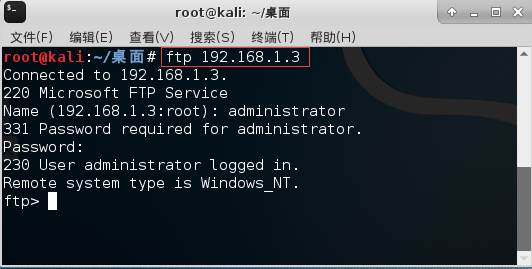 root@kali: ~/桌面
文件(F) 编辑(E) 查看(V) 搜索(S) 终端(T) 帮助(H)
root@kali:~/桌面# ftp 192.168.1.3
Connected to 192.168.1.3.
220 Microsoft FTP Service
Name (192.168.1.3:root): administrator
331 Password required for administrator.
Password:
230 User administrator logged in.
Remote system type is Windows_NT.
ftp>